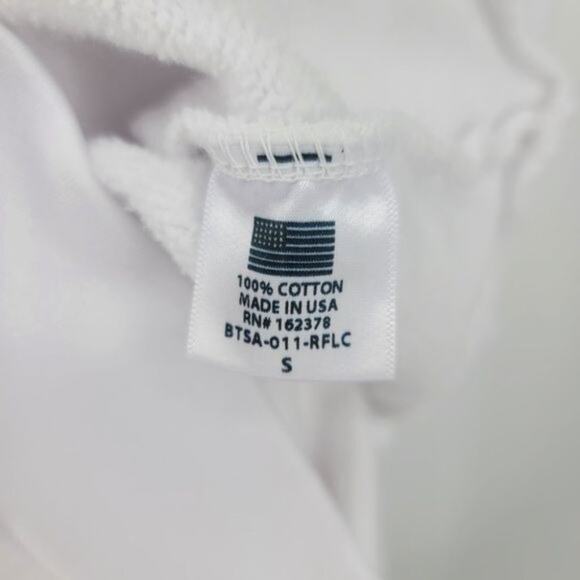 100% COTTON
MADE IN USA
RN# 162378
BTSA-011-RFLC
S